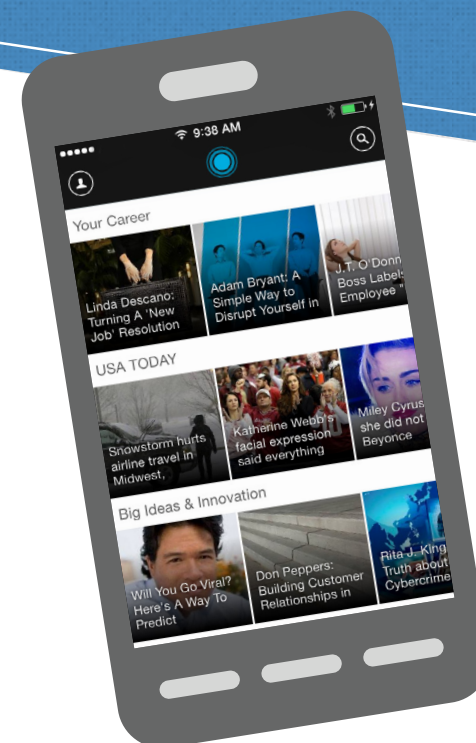 9:38 AM
Your Career
Linda Descano:
Turning A 'New
Job' Resolution
Adam Bryant: A
Simple Way to
Disrupt Yourself in
J.T. O'Donn
Boss Label
Employee "
USA TODAY
Snowstorm hurts
airline travel in
Midwest,
Katherine Webb's
facial expression
said everything
Miley Cyrus
she did not
Beyonce
Big Ideas & Innovation
Will You Go Viral?
Here's A Way To
Predict
Don Peppers:
Building Customer
Relationships in
Rita J. King
Truth about
Cybercrime